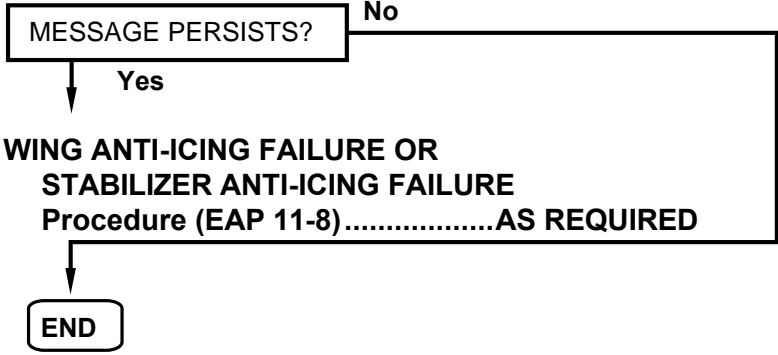 No
MESSAGE PERSISTS?
Yes
WING ANTI-ICING FAILURE OR
STABILIZER ANTI-ICING FAILURE
Procedure (EAP 11-8)..................AS REQUIRED
END